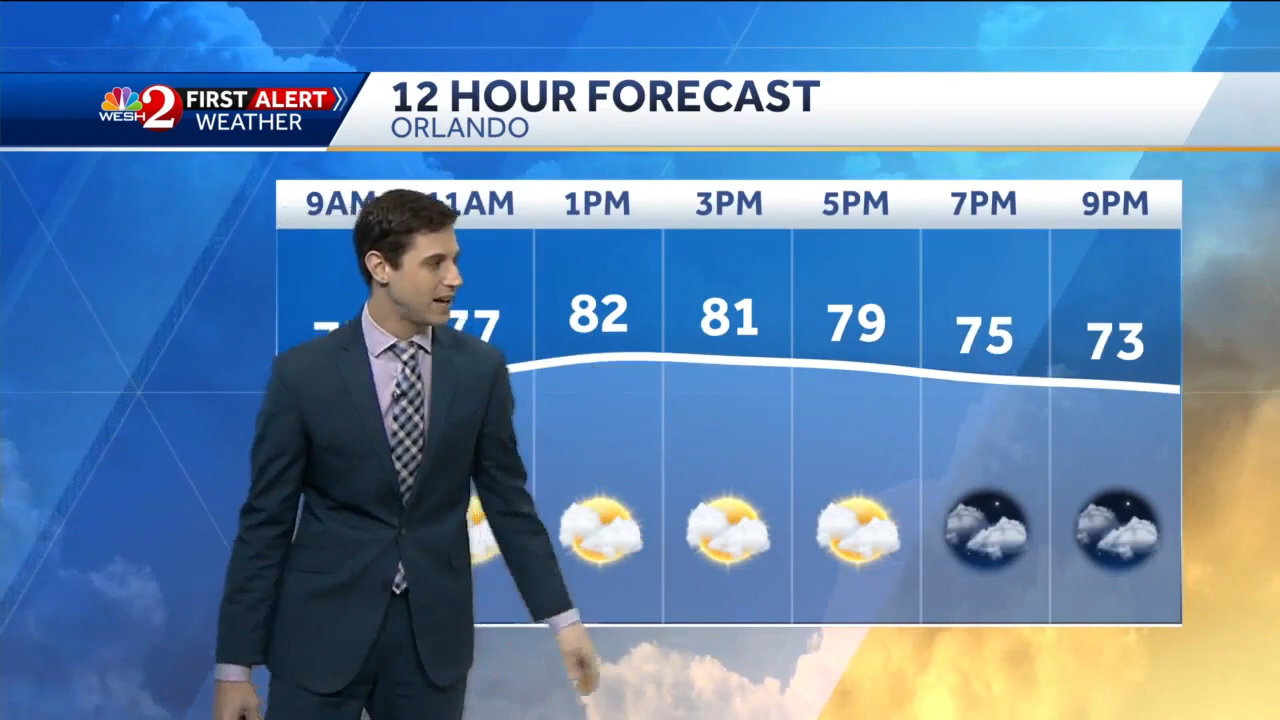 WESH 2 FIRST ALERT
WEATHER
12 HOUR FORECAST
ORLANDO
9AM 11AM 1PM 3PM 5PM 7PM 9PM
77 82 81 79 75 73